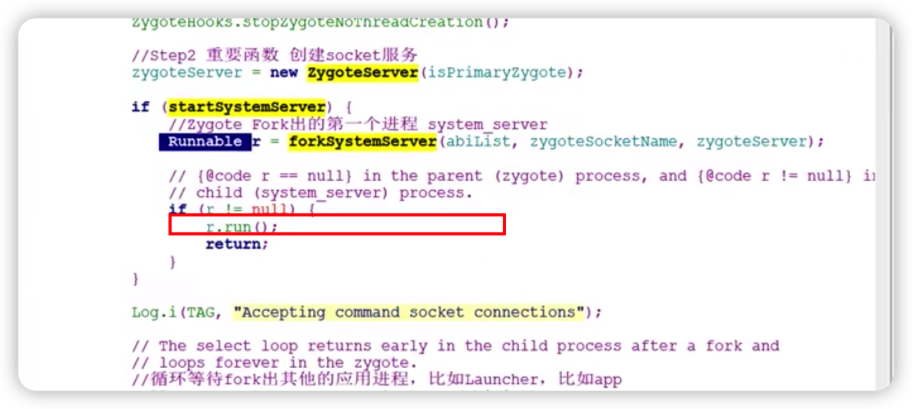 ZygoteHooks.stopZygoteNoThreadCreation();
//Step2 重要函数 创建socket服务
zygoteServer = new ZygoteServer(isPrimaryZygote);
if (startSystemServer) {
//Zygote Fork出的第一个进程 system_server
Runnable r = forkSystemServer(abiList, zygoteSocketName, zygoteServer);
// {@code r == null} in the parent (zygote) process, and {@code r != null} in
// child (system_server) process.
if (r != null) {
r.run();
return;
}
}
Log.i(TAG, "Accepting command socket connections");
// The select loop returns early in the child process after a fork and
// loops forever in the zygote.
//循环等待fork出其他的应用进程，比如Launcher，比如app